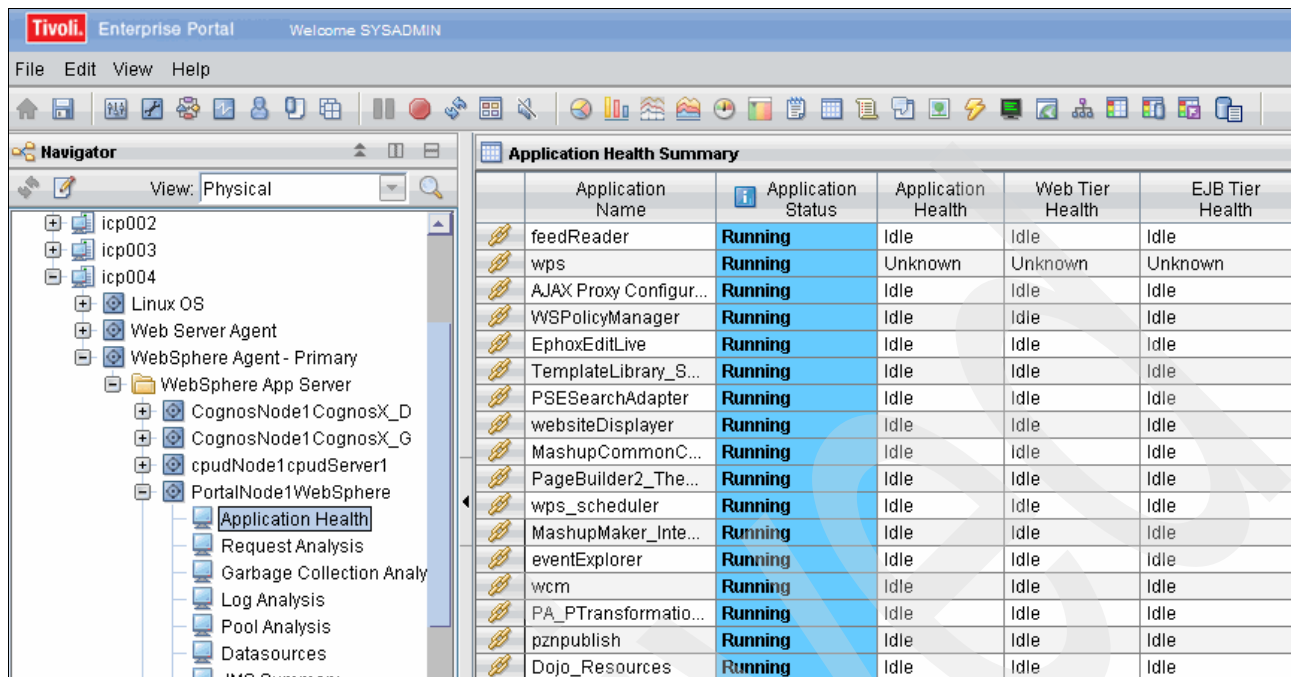 Tivoli. Enterprise Portal Welcome SYSADMIN
File Edit View Help
Navigator
View: Physical
icp002
icp003
icp004
Linux OS
Web Server Agent
WebSphere Agent - Primary
WebSphere App Server
CognosNode1CognosX_D
CognosNode1CognosX_G
cpudNode1cpudServer1
PortalNode1WebSphere
Application Health
Request Analysis
Garbage Collection Analy
Log Analysis
Pool Analysis
Datasources
JMS Summary
Application Health Summary
Application Name Application Status Application Health Web Tier Health EJB Tier Health
feedReader Running Idle Idle Idle
wps Running Unknown Unknown Unknown
AJAX Proxy Configur... Running Idle Idle Idle
WSPolicyManager Running Idle Idle Idle
EphoxEditLive Running Idle Idle Idle
TemplateLibrary_S... Running Idle Idle Idle
PSESearchAdapter Running Idle Idle Idle
websiteDisplayer Running Idle Idle Idle
MashupCommonC... Running Idle Idle Idle
PageBuilder2_The... Running Idle Idle Idle
wps_scheduler Running Idle Idle Idle
MashupMaker_Inte... Running Idle Idle Idle
eventExplorer Running Idle Idle Idle
wcm Running Idle Idle Idle
PA_PTransformatio... Running Idle Idle Idle
pznpublish Running Idle Idle Idle
Dojo_Resources Running Idle Idle Idle